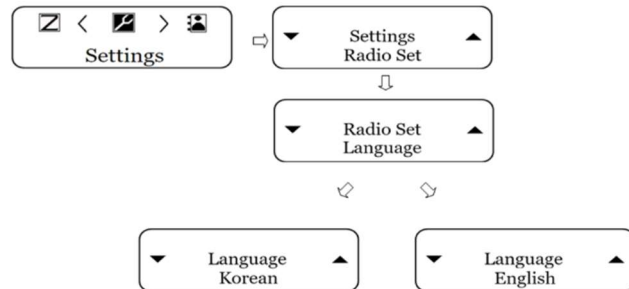 Settings
Settings
Radio Set
Radio Set
Language
Language
Korean
Language
English